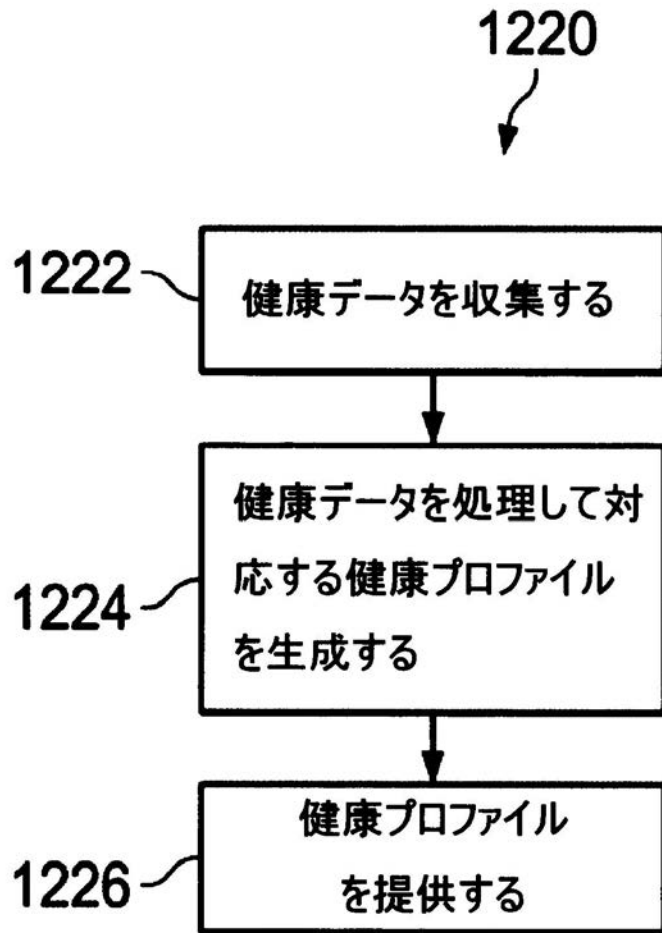 1220
1222
健康データを収集する
1224
健康データを処理して対
応する健康プロファイル
を生成する
1226
健康プロファイル
を提供する